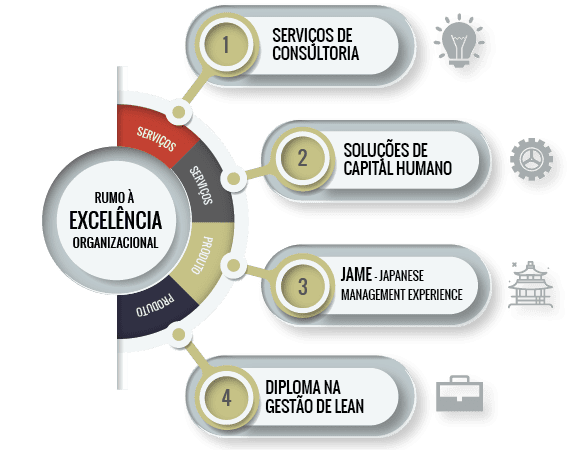 1
SERVIÇOS DE
CONSULTORIA
SERVIÇOS
2
SOLUÇÕES DE
CAPITAL HUMANO
SERVIÇOS
RUMO À
EXCELÊNCIA
ORGANIZACIONAL
PRODUTO
3
JAME - JAPANESE
MANAGEMENT EXPERIENCE
PRODUTO
4
DIPLOMA NA
GESTÃO DE LEAN